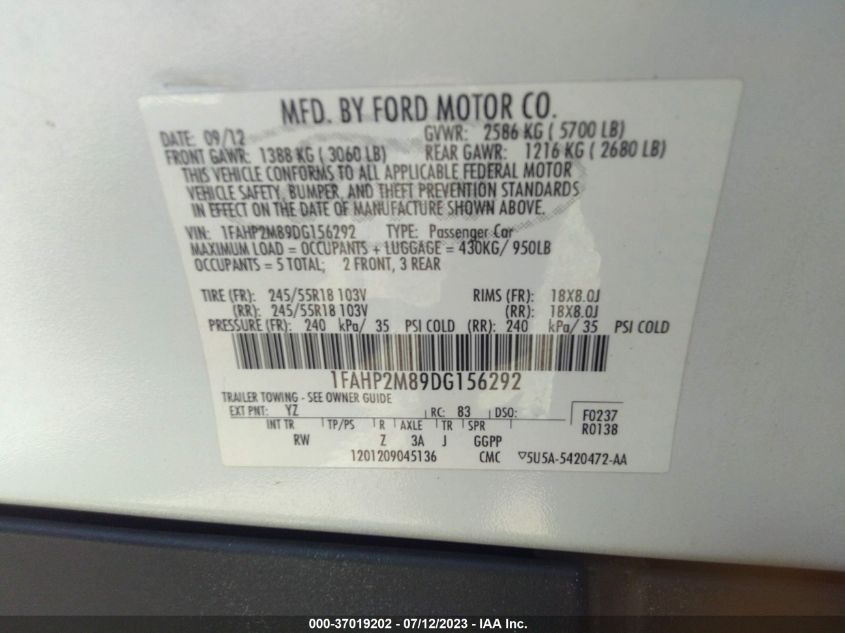 MFD. BY FORD MOTOR CO.
DATE: 09/12 GVWR: 2586 KG ( 5700 LB)
FRONT GAWR: 1388 KG ( 3060 LB) REAR GAWR: 1216 KG ( 2680 LB)
THIS VEHICLE CONFORMS TO ALL APPLICABLE FEDERAL MOTOR
VEHICLE SAFETY, BUMPER, AND THEFT PREVENTION STANDARDS
IN EFFECT ON THE DATE OF MANUFACTURE SHOWN ABOVE.
VIN: 1FAHP2M89DG156292 TYPE: Passenger Car
MAXIMUM LOAD = OCCUPANTS + LUGGAGE = 430KG/ 950LB
OCCUPANTS = 5 TOTAL; 2 FRONT, 3 REAR
TIRE (FR): 245/55R18 103V RIMS (FR): 18X8.0J
(RR): 245/55R18 103V (RR): 18X8.0J
PRESSURE (FR): 240 kPa/ 35 PSI COLD (RR): 240 kPa/ 35 PSI COLD
1FAHP2M89DG156292
TRAILER TOWING - SEE OWNER GUIDE
EXT PNT: YZ RC: 83 DSO: F0237
INT TR TP/PS R AXLE TR SPR R0138
RW Z 3A J GGPP
1201209045136 CMC ▽5U5A-5420472-AA
000-37019202 - 07/12/2023 - IAA Inc.